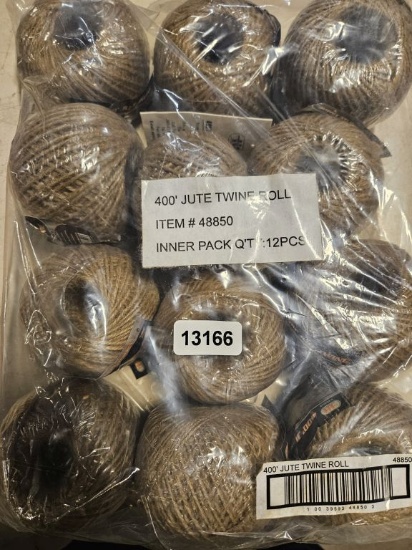 400' JUTE TWINE ROLL
ITEM # 48850
INNER PACK Q'TY:12PCS
13166
400' JUTE TWINE ROLL 48850